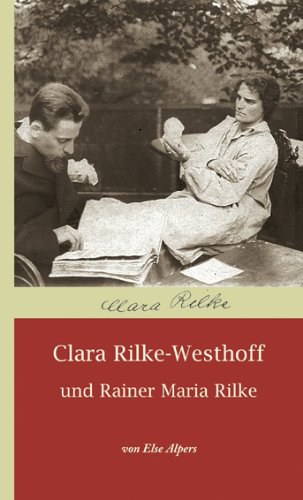 Clara Rilke
Clara Rilke-Westhoff
und Rainer Maria Rilke
von Else Alpers